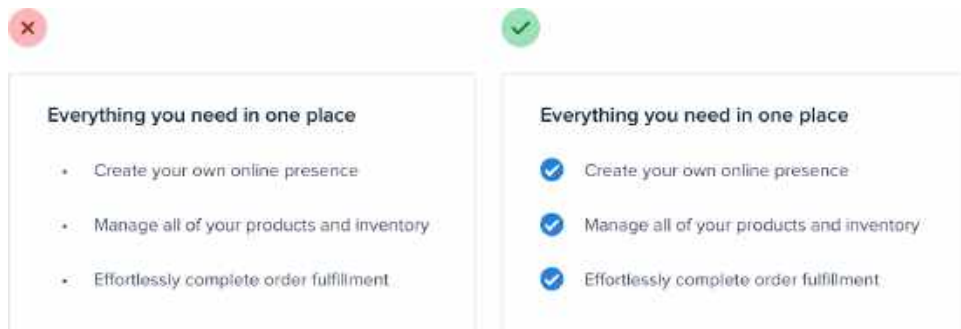 Everything you need in one place
Create your own online presence
Manage all of your products and inventory
Effortlessly complete order fulfillment
Everything you need in one place
Create your own online presence
Manage all of your products and inventory
Effortlessly complete order fulfillment